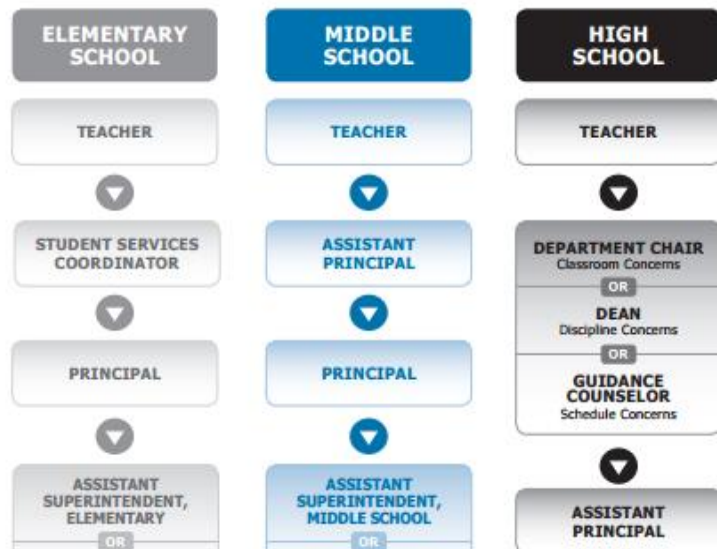 ELEMENTARY
SCHOOL
TEACHER
STUDENT SERVICES
COORDINATOR
PRINCIPAL
ASSISTANT
SUPERINTENDENT,
ELEMENTARY
OR
MIDDLE
SCHOOL
TEACHER
ASSISTANT
PRINCIPAL
PRINCIPAL
ASSISTANT
SUPERINTENDENT,
MIDDLE SCHOOL
OR
HIGH
SCHOOL
TEACHER
DEPARTMENT CHAIR
Classroom Concerns
OR
DEAN
Discipline Concerns
OR
GUIDANCE
COUNSELOR
Schedule Concerns
ASSISTANT
PRINCIPAL